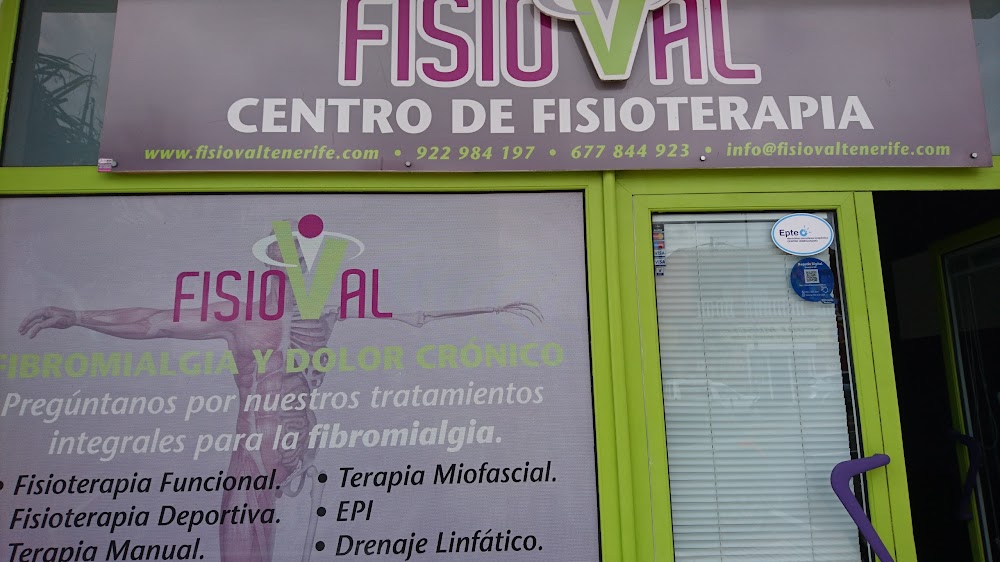 FISIOVAL
CENTRO DE FISIOTERAPIA
www.fisiovaltenerife.com • 922 984 197 • 677 844 923 • info@fisiovaltenerife.com
FISIOVAL
FIBROMIALGIA Y DOLOR CRÓNICO
Pregúntanos por nuestros tratamientos
integrales para la fibromialgia.
• Fisioterapia Funcional.
Fisioterapia Deportiva.
Terapia Manual.
• Terapia Miofascial.
• EPI
• Drenaje Linfático.
Epte